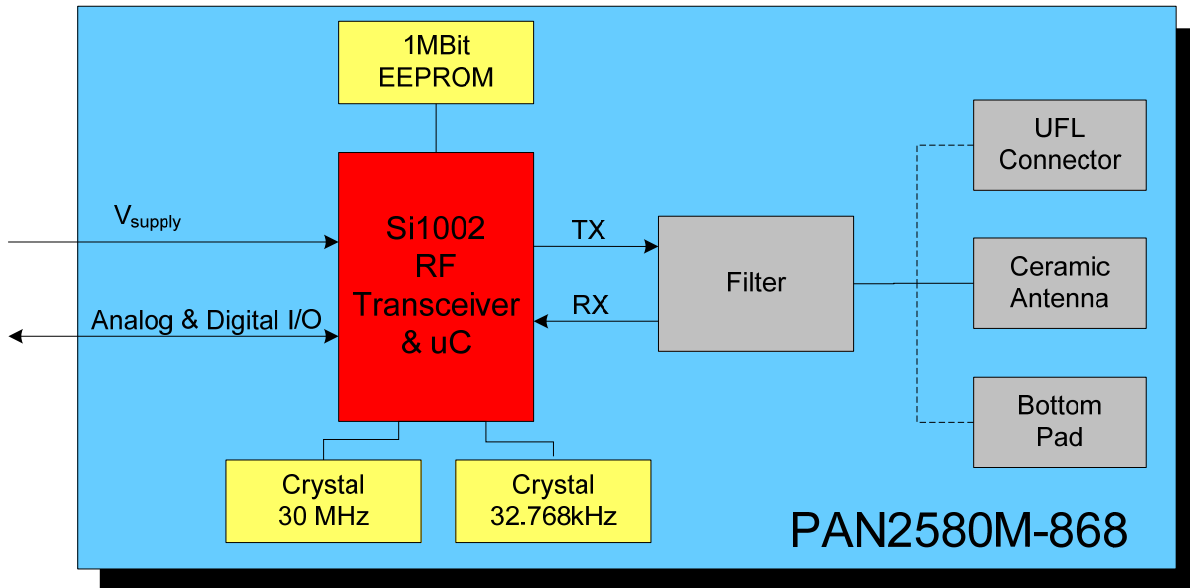 1MBit
EEPROM
UFL
Connector
Vsupply
Si1002
RF
Transceiver
& uC
TX
Filter
Ceramic
Antenna
Analog & Digital I/O
RX
Bottom
Pad
Crystal
30 MHz
Crystal
32.768kHz
PAN2580M-868